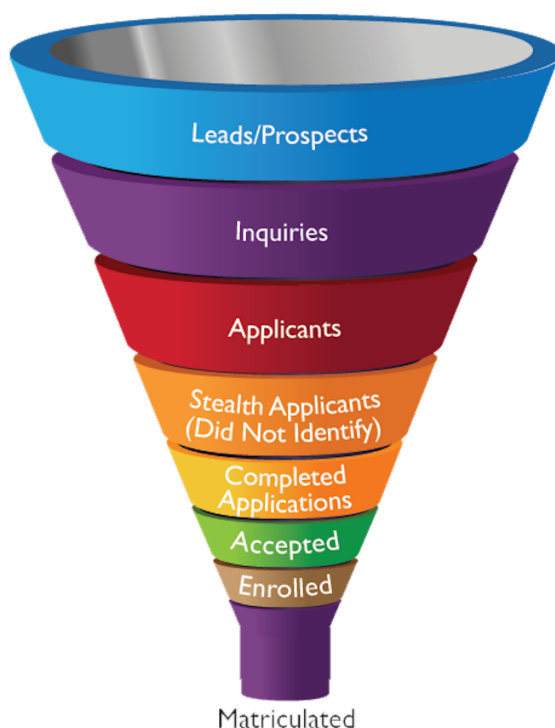 Leads/Prospects
Inquiries
Applicants
Stealth Applicants
(Did Not Identify)
Completed
Applications
Accepted
Enrolled
Matriculated